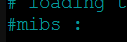 # loading t
#mibs :